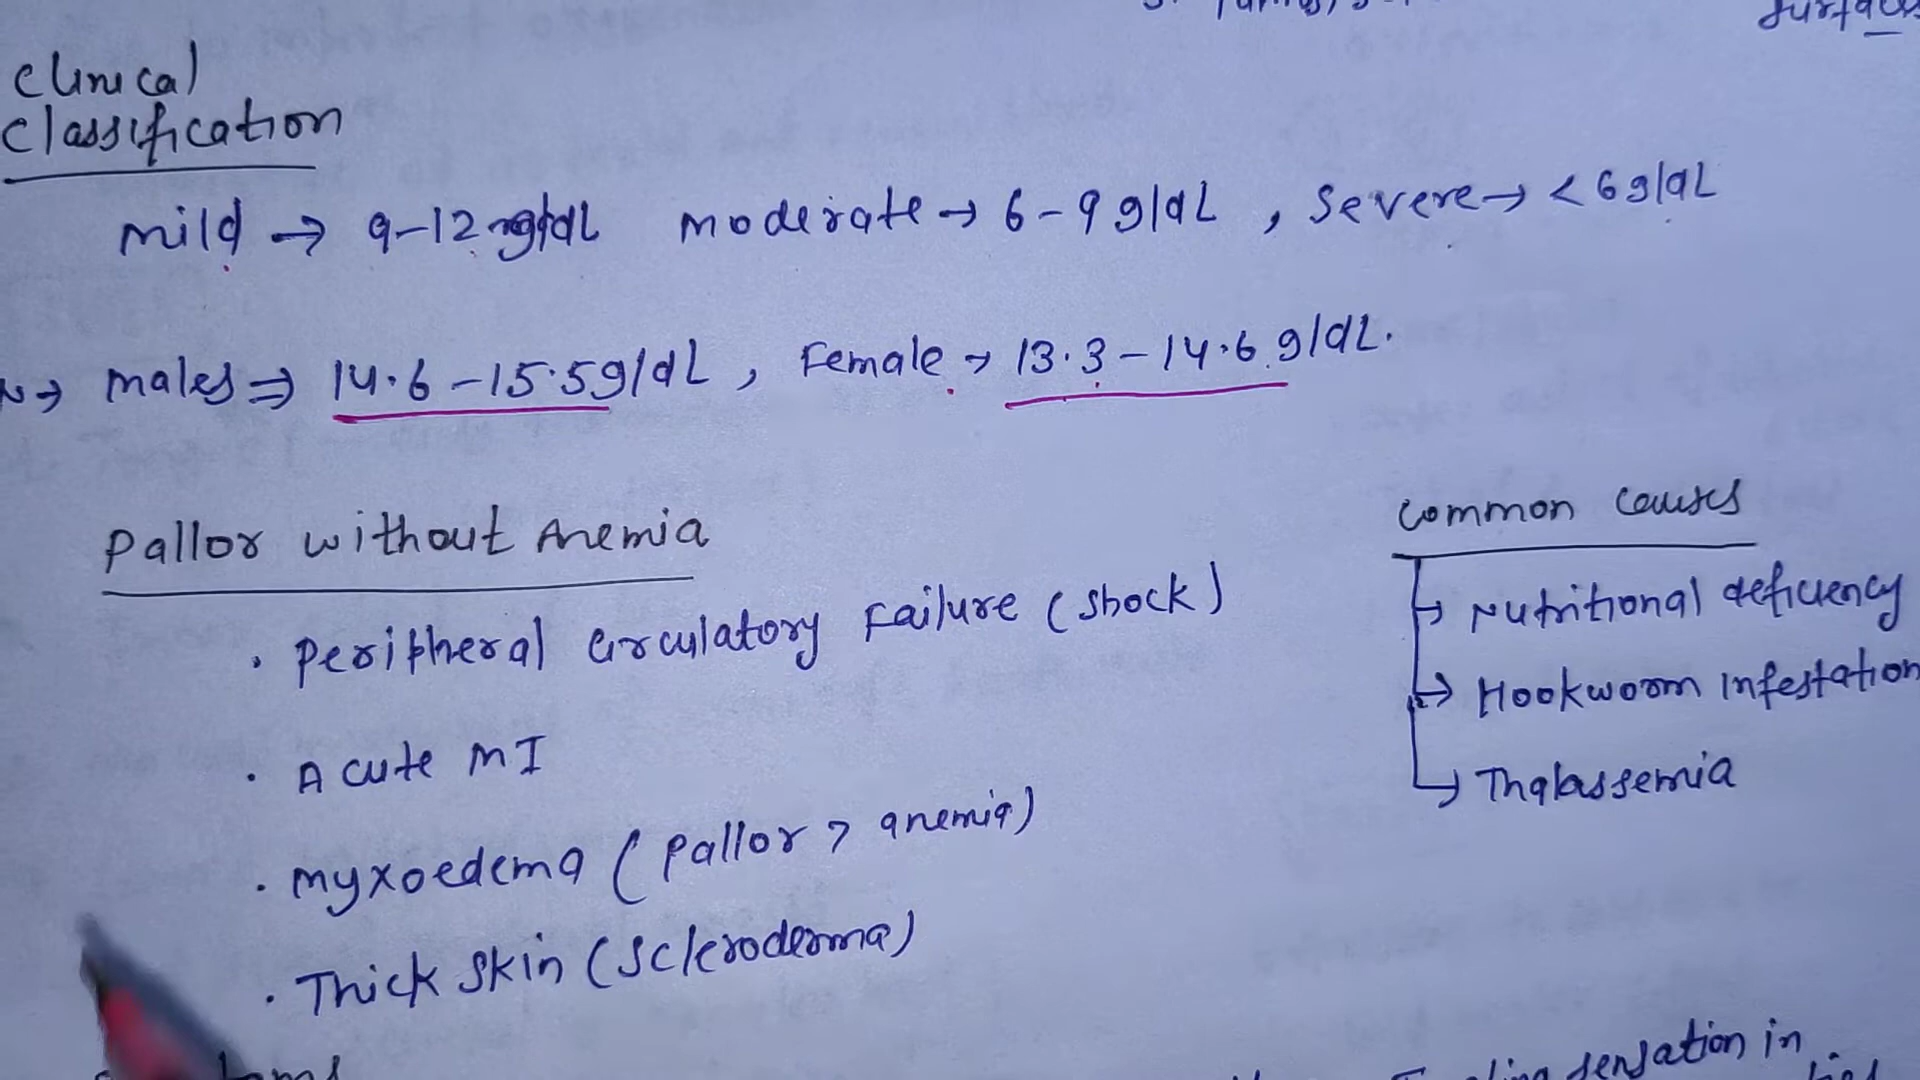 surface
Clinical
Classification
mild → 9-12 g/dL moderate → 6-9 g/dL , Severe → < 6 g/dL
N → males ⇒ 14.6 - 15.5 g/dL , Female → 13.3 - 14.6 g/dL.
Pallor without Anemia
• Peripheral circulatory Failure (shock)
• Acute MI
• myxoedema (pallor > anemia)
• Thick skin (scleroderma)
Common causes
→ Nutritional deficiency
→ Hookworm infestation
→ Thalassemia
sensation in